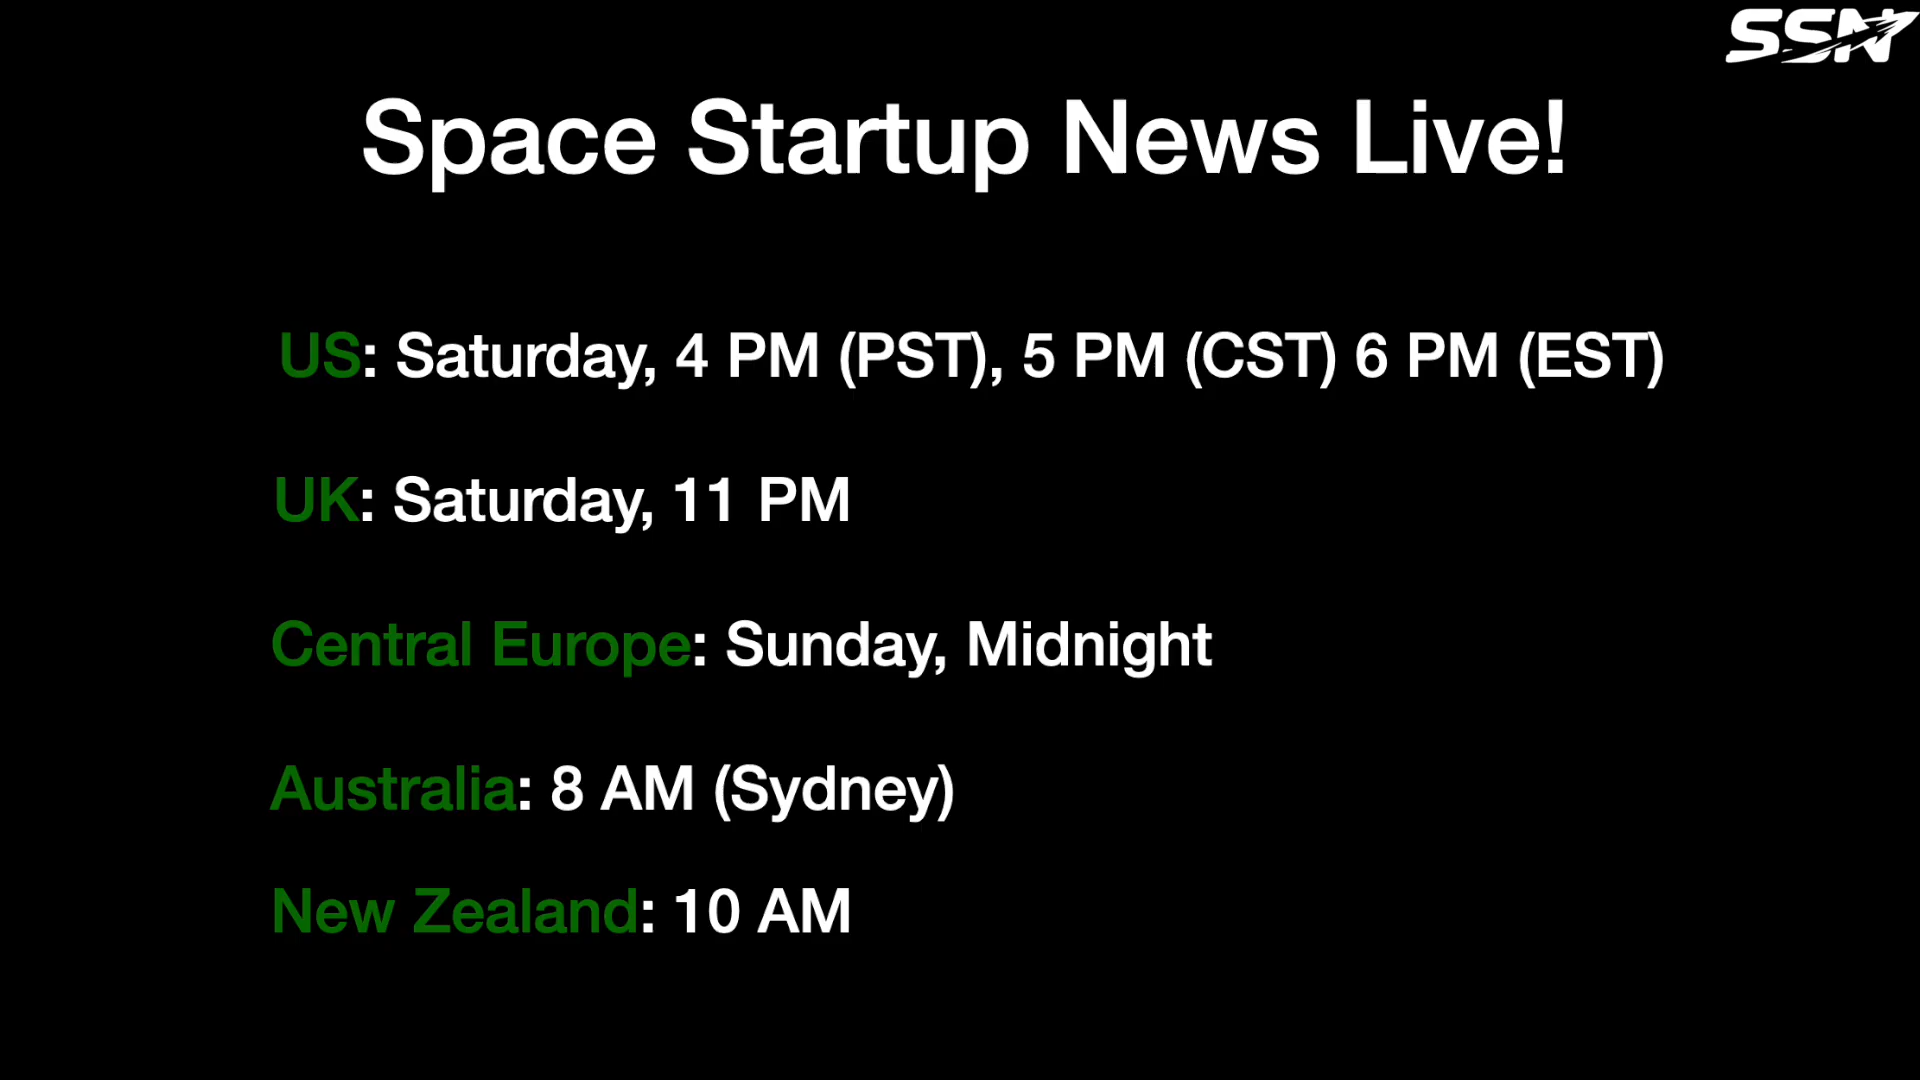 SSN
Space Startup News Live!
US: Saturday, 4 PM (PST), 5 PM (CST) 6 PM (EST)
UK: Saturday, 11 PM
Central Europe: Sunday, Midnight
Australia: 8 AM (Sydney)
New Zealand: 10 AM